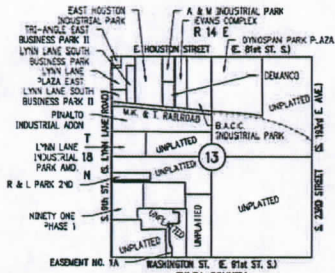 EAST HOUSTON
INDUSTRIAL PARK
TRI-ANGLE EAST
BUSINESS PARK II
LYNN LANE SOUTH
BUSINESS PARK
LYNN LANE
PLAZA EAST
LYNN LANE SOUTH
BUSINESS PARK II
A & M INDUSTRIAL PARK
EVANS COMPLEX
R 14 E
DYNOSPAN PARK
E. HOUSTON STREET
(E. 81st ST. S.)
DEMANCO
UNPLATTED
M.K. & T. RAILROAD
B.A.C.C.
INDUSTRIAL PARK
PINALTO
INDUSTRIAL ADDN
T
LYNN LANE
INDUSTRIAL 18
PARK AMD.
N
R & L PARK 2ND
NINETY ONE
PHASE I
EASEMENT NO. 1A
S. 9th ST. (S. LYNN LANE ROAD)
UNPLATTED
UNPLATTED
UNPLATTED
UNPLATTED
13
UNPLATTED
UNPLATTED
UNPLATTED
UNPLATTED
S. 23RD STREET
(S. 193rd E. AVE.)
WASHINGTON ST. (E. 91st ST. S.)